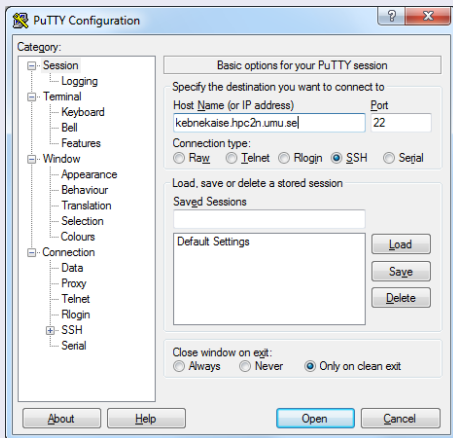 PuTTY Configuration
Category:
Session
Logging
Terminal
Keyboard
Bell
Features
Window
Appearance
Behaviour
Translation
Selection
Colours
Connection
Data
Proxy
Telnet
Rlogin
SSH
Serial
Basic options for your PuTTY session
Specify the destination you want to connect to
Host Name (or IP address) Port
kebnekaise.hpc2n.umu.se 22
Connection type:
Raw Telnet Rlogin SSH Serial
Load, save or delete a stored session
Saved Sessions
Default Settings
Load
Save
Delete
Close window on exit:
Always Never Only on clean exit
About Help Open Cancel